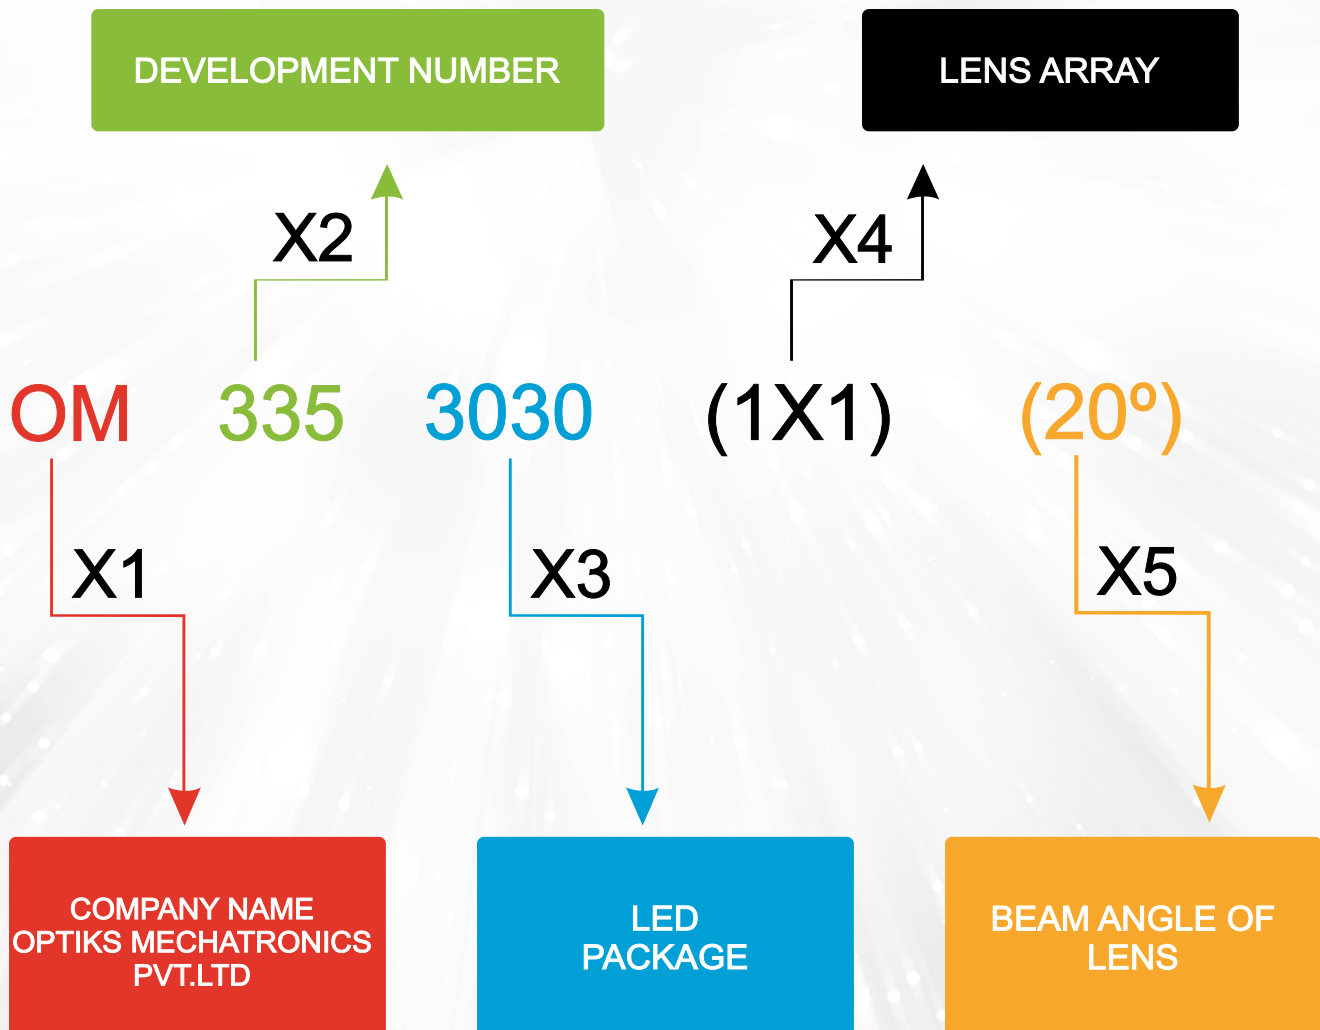 DEVELOPMENT NUMBER
LENS ARRAY
X2
X4
OM 335 3030 (1X1) (20º)
X1
X3
X5
COMPANY NAME
OPTIKS MECHATRONICS
PVT.LTD
LED
PACKAGE
BEAM ANGLE OF
LENS